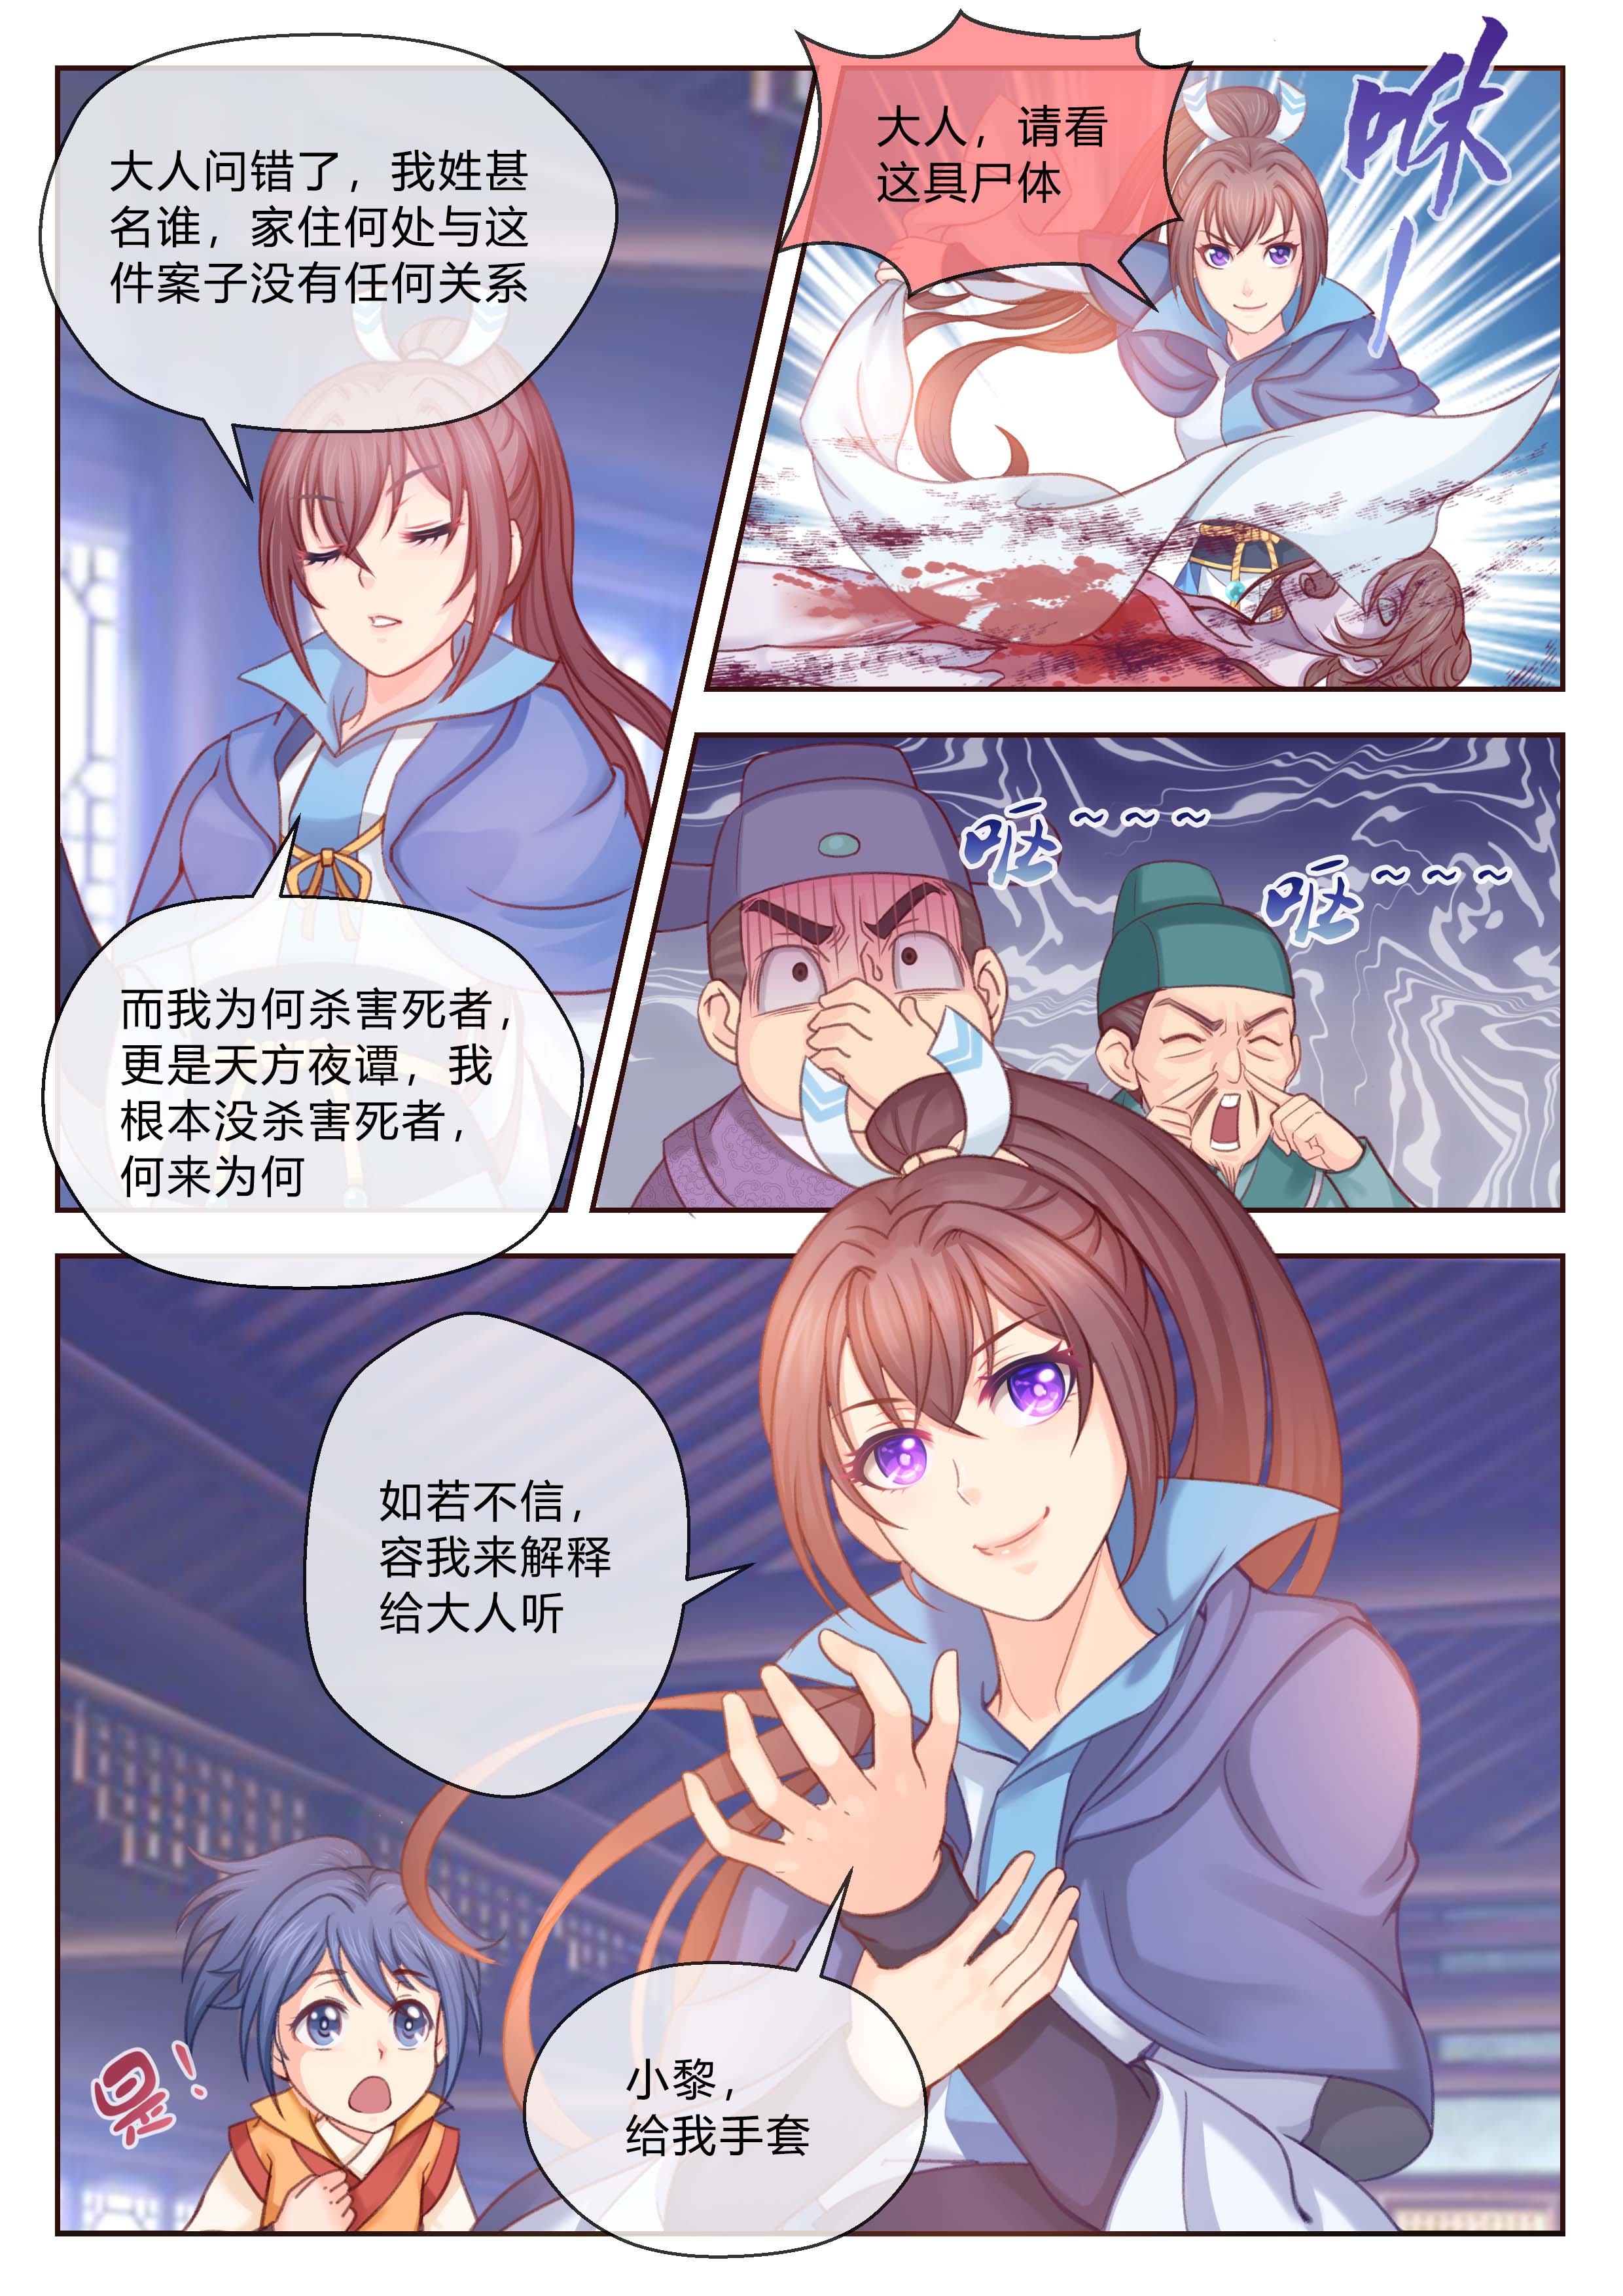 大人问错了，我姓甚
名谁，家住何处与这
件案子没有任何关系
而我为何杀害死者，
更是天方夜谭，我
根本没杀害死者，
何来为何
大人，请看
这具尸体
咻
呕~~~
呕~~~
如若不信，
容我来解释
给大人听
小黎，
给我手套
是！